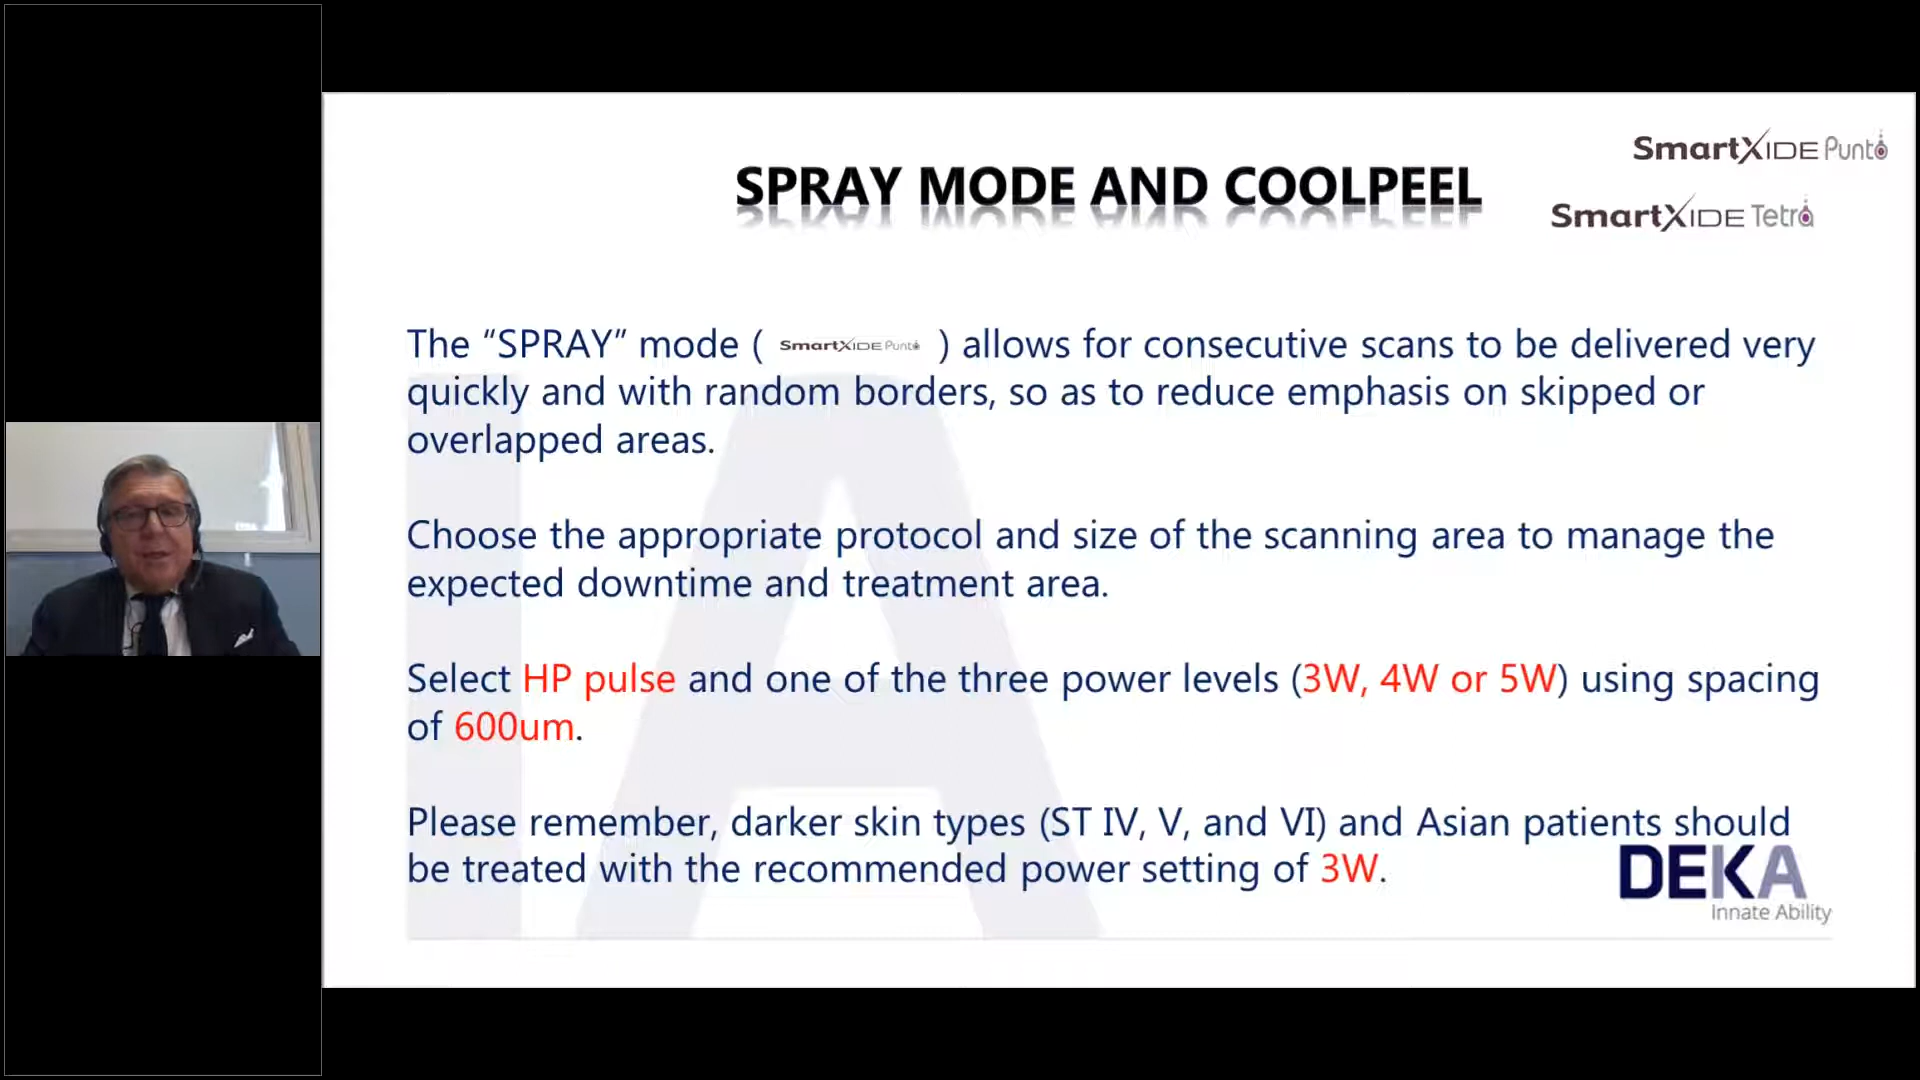 SmartXIDE Punto
SPRAY MODE AND COOLPEEL
SmartXIDE Tetra
The “SPRAY” mode ( SmartXIDE Punto ) allows for consecutive scans to be delivered very
quickly and with random borders, so as to reduce emphasis on skipped or
overlapped areas.
Choose the appropriate protocol and size of the scanning area to manage the
expected downtime and treatment area.
Select HP pulse and one of the three power levels (3W, 4W or 5W) using spacing
of 600um.
Please remember, darker skin types (ST IV, V, and VI) and Asian patients should
be treated with the recommended power setting of 3W.
DEKA
Innate Ability